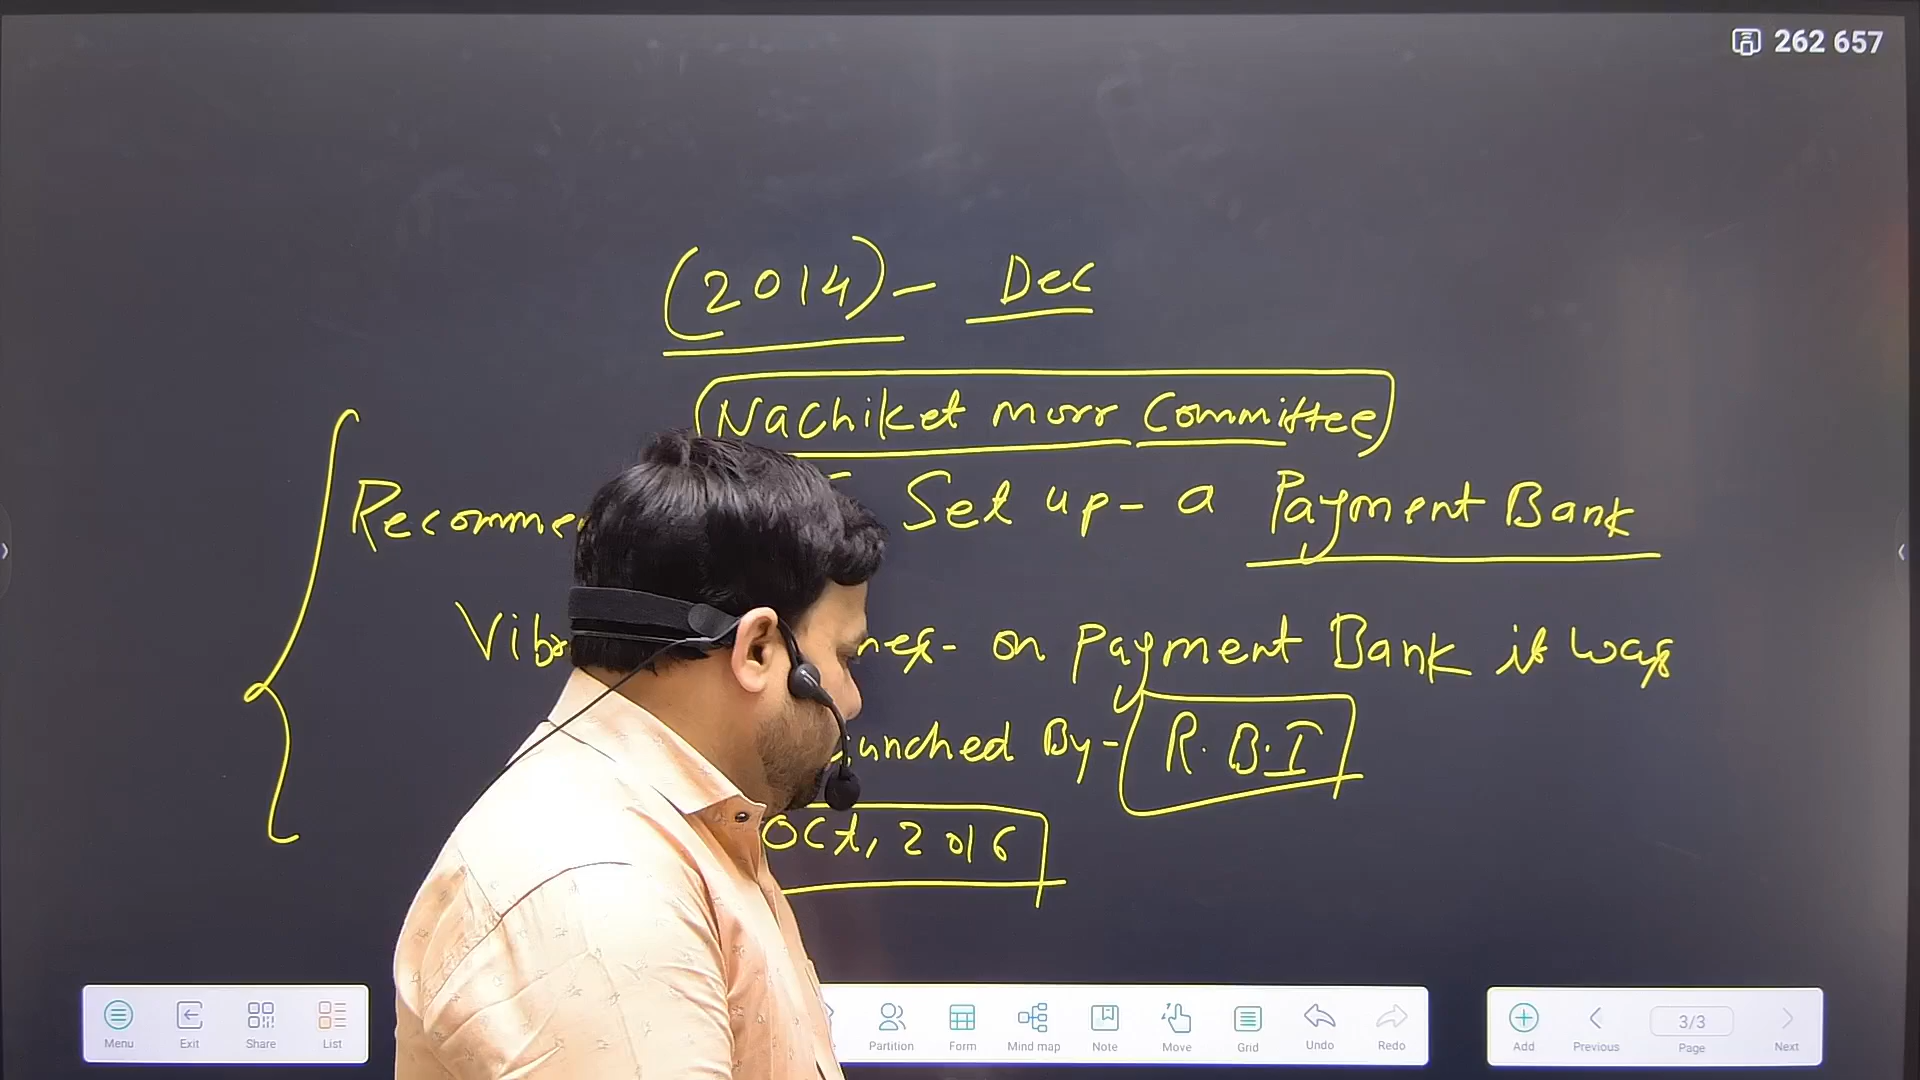 262 657
(2014) - Dec
Nachiket morr Committee
Recomme Set up - a Payment Bank
Vibr nes - on Payment Bank it was
unched By - R.B.I
Oct, 2016
Menu Exit Share List Partition Form Mind map Note Move Grid Undo Redo Add Previous 3/3 Page Next